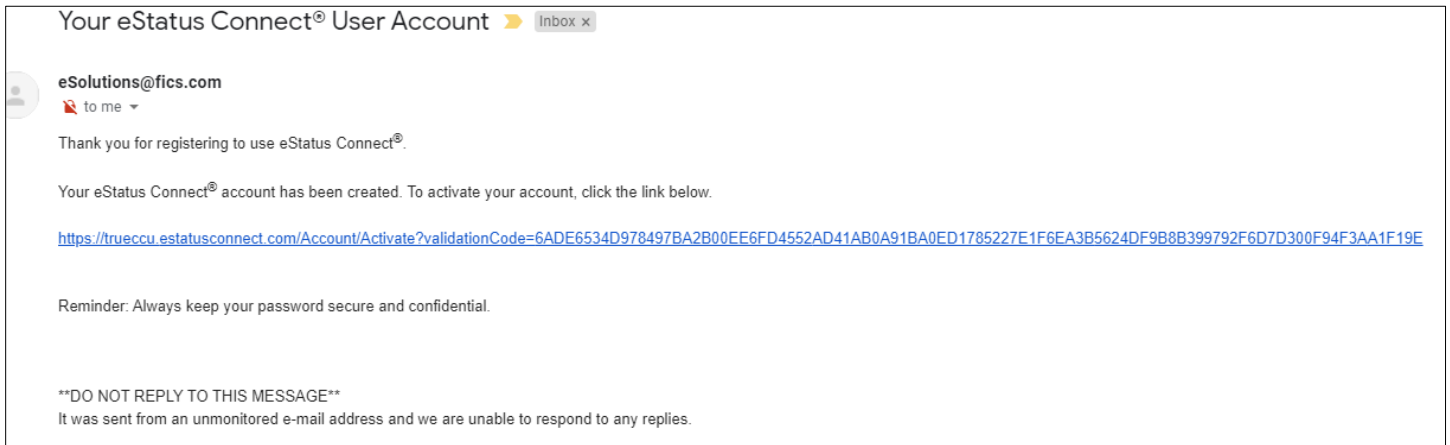 Your eStatus Connect® User Account Inbox x
eSolutions@fics.com
to me
Thank you for registering to use eStatus Connect®.
Your eStatus Connect® account has been created. To activate your account, click the link below.
https://trueccu.estatusconnect.com/Account/Activate?validationCode=6ADE6534D978497BA2B00EE6FD4552AD41AB0A91BA0ED1785227E1F6EA3B5624DF9B8B399792F6D7D300F94F3AA1F19E
Reminder: Always keep your password secure and confidential.
**DO NOT REPLY TO THIS MESSAGE**
It was sent from an unmonitored e-mail address and we are unable to respond to any replies.